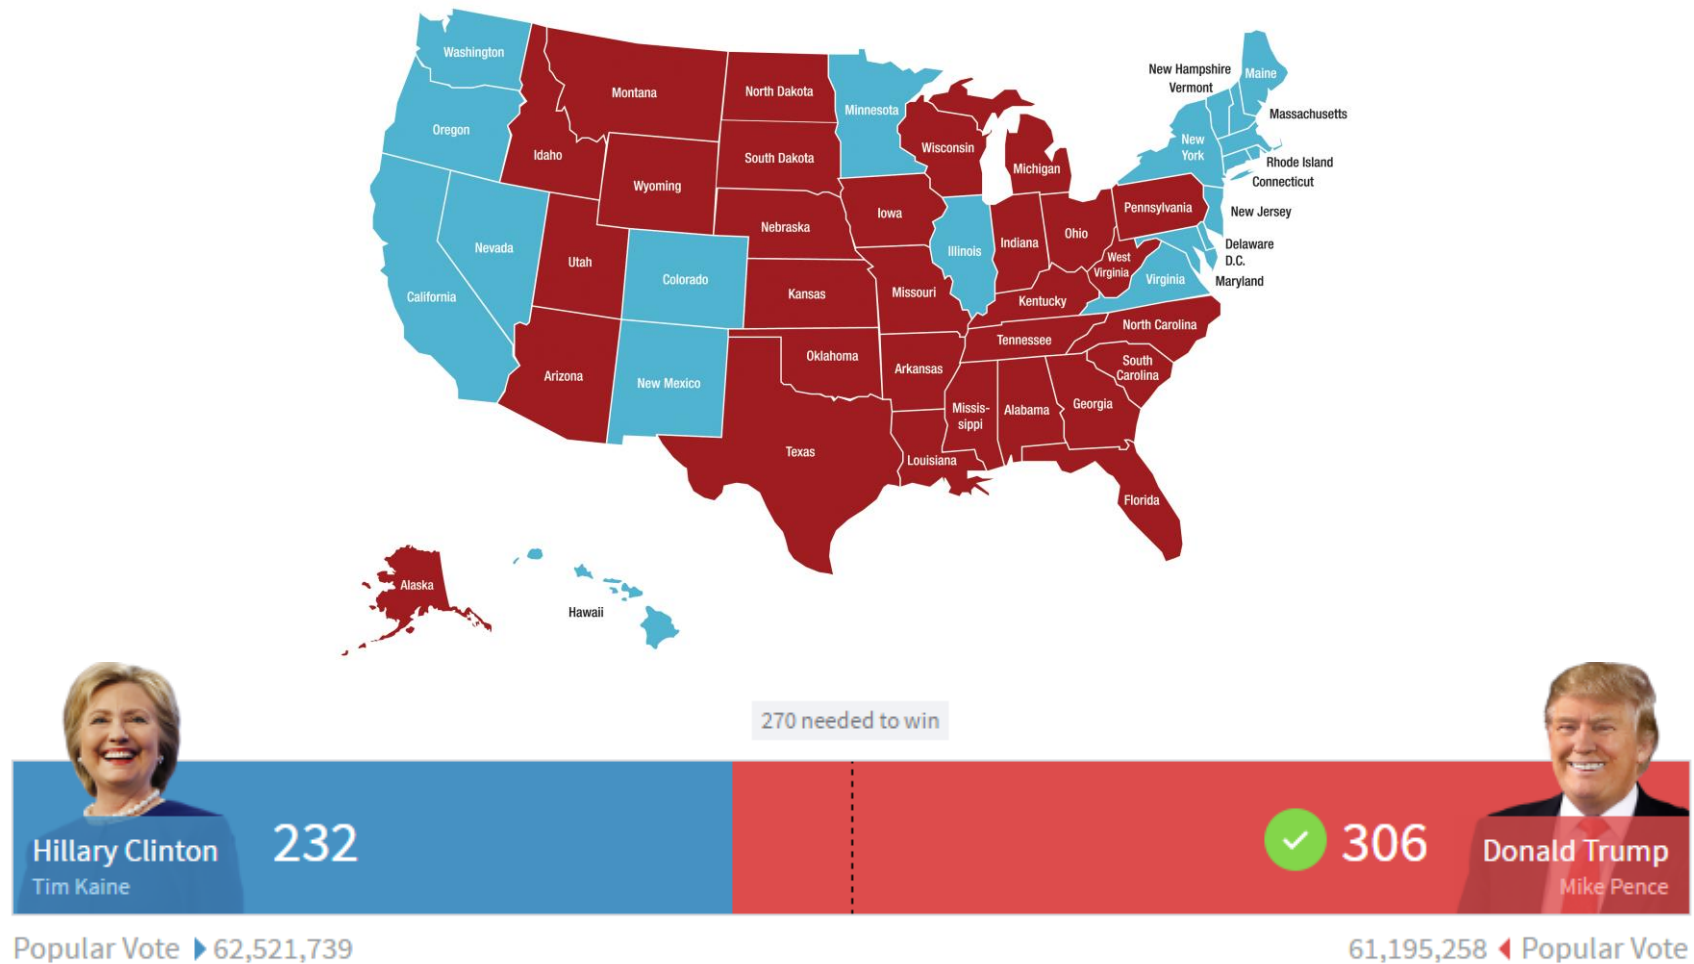 Washington
Montana
North Dakota
Minnesota
New Hampshire
Vermont
Maine
Massachusetts
Oregon
Idaho
South Dakota
Wisconsin
Michigan
New
York
Rhode Island
Connecticut
Wyoming
Nebraska
Iowa
Pennsylvania
New Jersey
Nevada
Utah
Colorado
Illinois
Indiana
Ohio
West
Virginia
Virginia
Delaware
D.C.
Maryland
California
Kansas
Missouri
Kentucky
North Carolina
Tennessee
South
Carolina
Arizona
New Mexico
Oklahoma
Arkansas
Missis-
sippi
Alabama
Georgia
Texas
Louisiana
Florida
Alaska
Hawaii
270 needed to win
Hillary Clinton
Tim Kaine
232
306
Donald Trump
Mike Pence
Popular Vote 62,521,739
61,195,258 Popular Vote